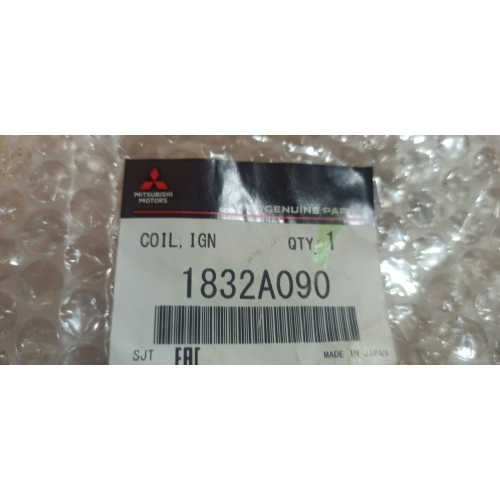 MITSUBISHI
MOTORS
GENUINE PARTS
COIL, IGN QTY. 1
1832A090
SJT EAC MADE IN JAPAN